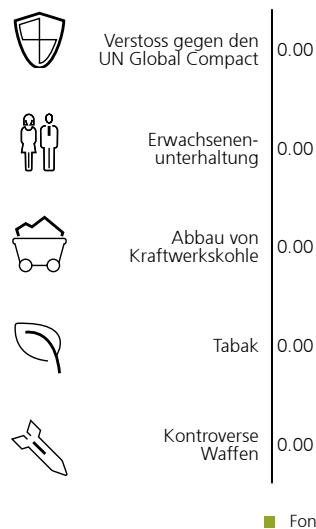 Verstoss gegen den
UN Global Compact
0.00
Erwachsenen-
unterhaltung
0.00
Abbau von
Kraftwerkskohle
0.00
Tabak
0.00
Kontroverse
Waffen
0.00
Fon